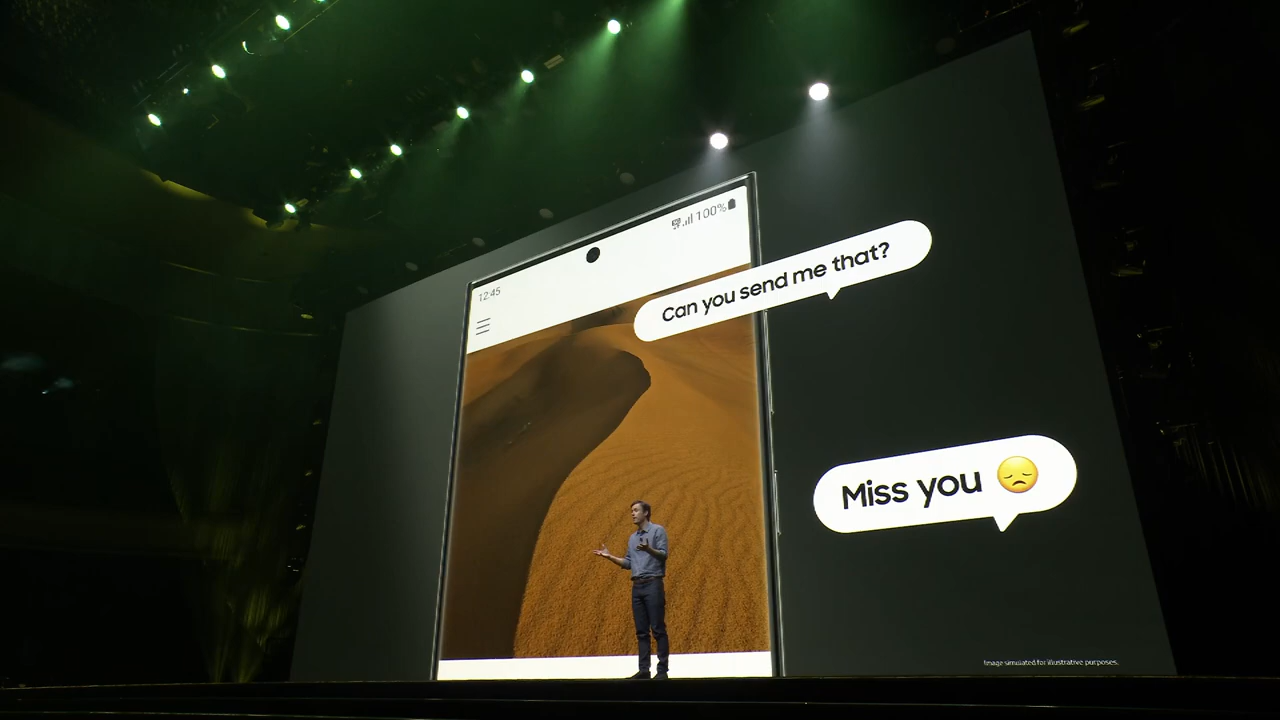 12:45
100%
Can you send me that?
Miss you 😞
Image simulated for illustrative purposes.